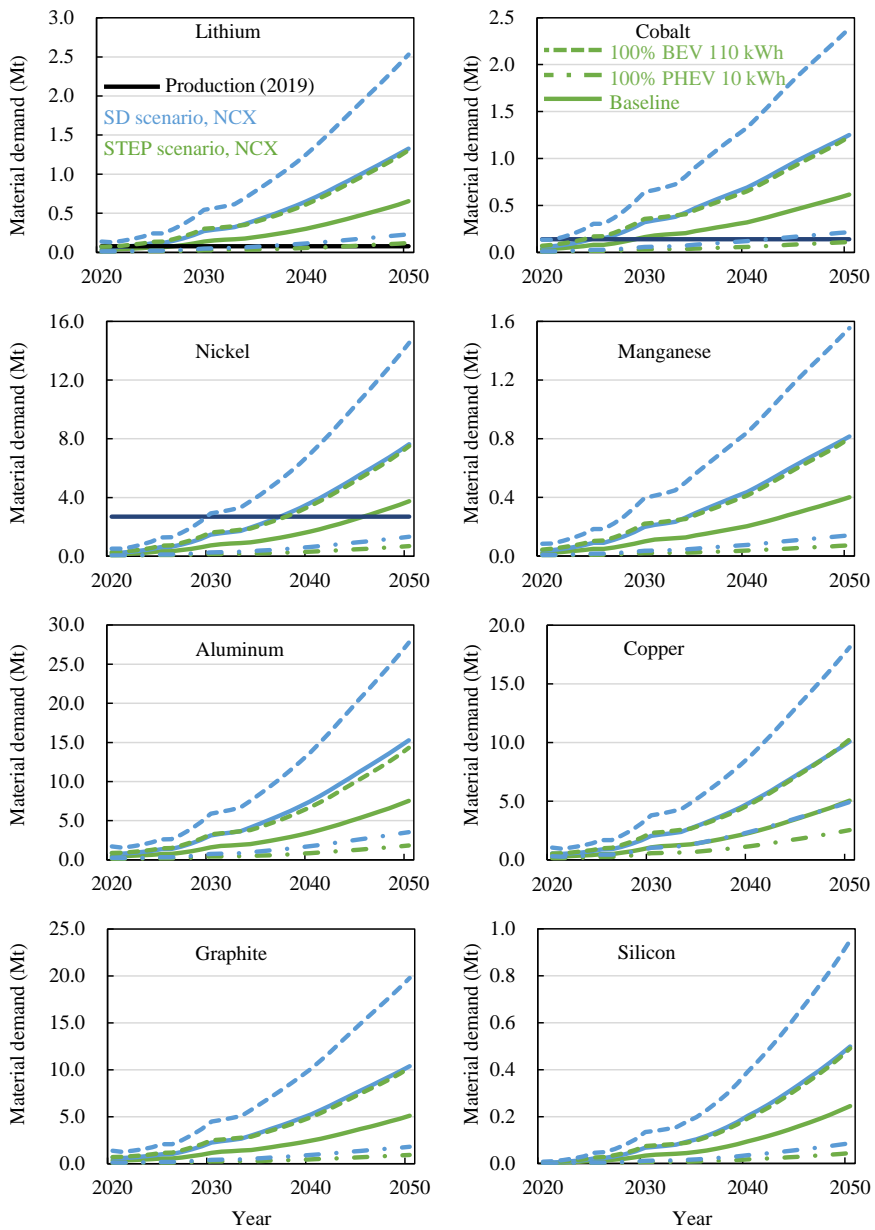 Lithium
Production (2019)
SD scenario, NCX
STEP scenario, NCX
Material demand (Mt)
3.0
2.5
2.0
1.5
1.0
0.5
0.0
2020 2030 2040 2050
Cobalt
100% BEV 110 kWh
100% PHEV 10 kWh
Baseline
Material demand (Mt)
2.5
2.0
1.5
1.0
0.5
0.0
2020 2030 2040 2050
Nickel
Material demand (Mt)
16.0
12.0
8.0
4.0
0.0
2020 2030 2040 2050
Manganese
Material demand (Mt)
1.6
1.2
0.8
0.4
0.0
2020 2030 2040 2050
Aluminum
Material demand (Mt)
30.0
25.0
20.0
15.0
10.0
5.0
0.0
2020 2030 2040 2050
Copper
Material demand (Mt)
20.0
15.0
10.0
5.0
0.0
2020 2030 2040 2050
Graphite
Material demand (Mt)
25.0
20.0
15.0
10.0
5.0
0.0
2020 2030 2040 2050
Year
Silicon
Material demand (Mt)
1.0
0.8
0.6
0.4
0.2
0.0
2020 2030 2040 2050
Year